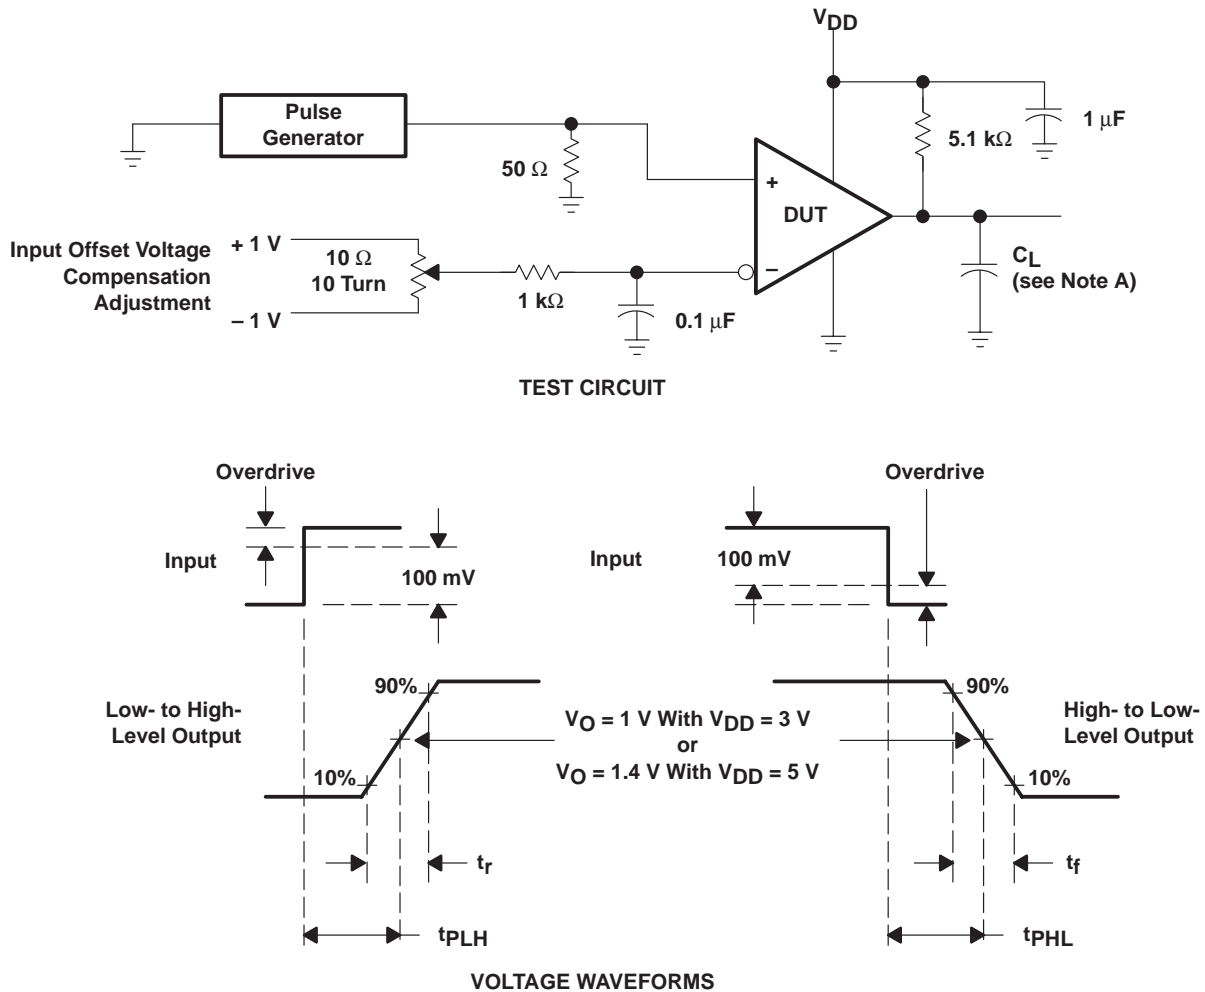 VDD
Pulse
Generator
1 μF
5.1 kΩ
50 Ω
+
DUT
–
Input Offset Voltage
Compensation
Adjustment
+ 1 V
10 Ω
10 Turn
– 1 V
1 kΩ
0.1 μF
CL
(see Note A)
TEST CIRCUIT
Overdrive
Overdrive
Input
100 mV
Input
100 mV
90%
90%
Low- to High-
Level Output
VO = 1 V With VDD = 3 V
or
VO = 1.4 V With VDD = 5 V
High- to Low-
Level Output
10%
10%
tr
tf
tPLH
tPHL
VOLTAGE WAVEFORMS